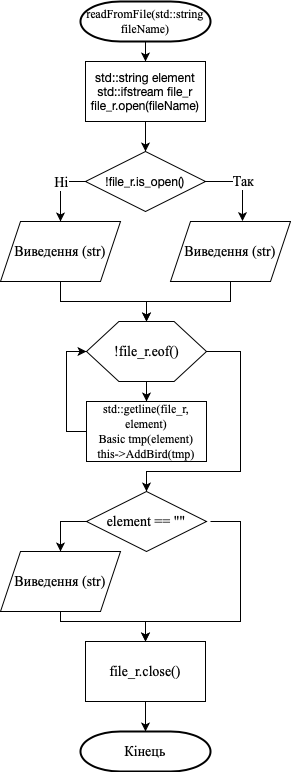 readFromFile(std::string
fileName)
std::string element
std::ifstream file_r
file_r.open(fileName)
!file_r.is_open()
Ні
Так
Виведення (str)
Виведення (str)
!file_r.eof()
std::getline(file_r,
element)
Basic tmp(element)
this->AddBird(tmp)
element == ""
Виведення (str)
file_r.close()
Кінець